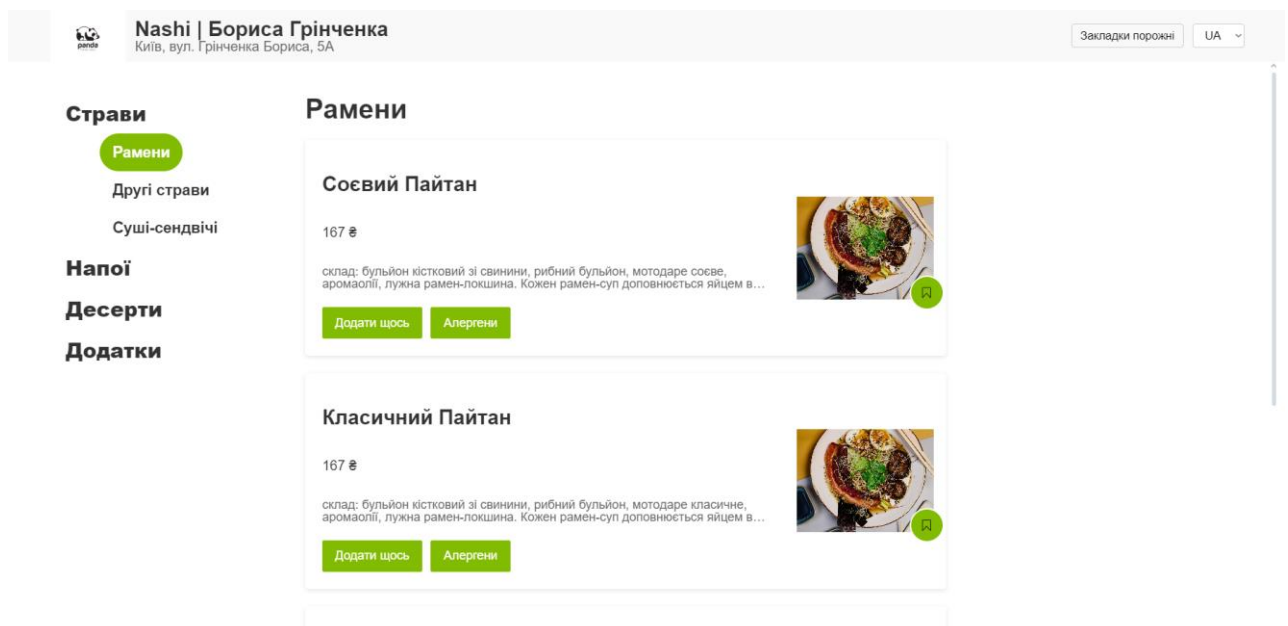 panda
Nashi | Бориса Грінченка
Київ, вул. Грінченка Бориса, 5А
Закладки порожні
UA
Страви
Рамени
Другі страви
Суші-сендвічі
Напої
Десерти
Додатки
Рамени
Соєвий Пайтан
167 ₴
склад: бульйон кістковий зі свинини, рибний бульйон, мотодаре соєве,
аромаолії, лужна рамен-локшина. Кожен рамен-суп доповнюється яйцем в…
Додати щось
Алергени
Класичний Пайтан
167 ₴
склад: бульйон кістковий зі свинини, рибний бульйон, мотодаре класичне,
аромаолії, лужна рамен-локшина. Кожен рамен-суп доповнюється яйцем в…
Додати щось
Алергени